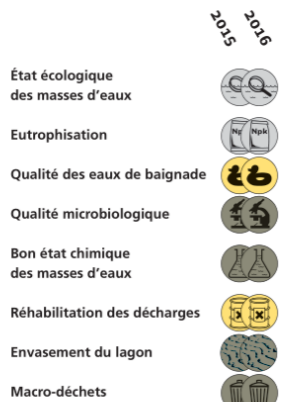 2015 2016
État écologique
des masses d'eaux
Npk Npk
Eutrophisation
Qualité des eaux de baignade
Qualité microbiologique
Bon état chimique
des masses d'eaux
Réhabilitation des décharges
Envasement du lagon
Macro-déchets